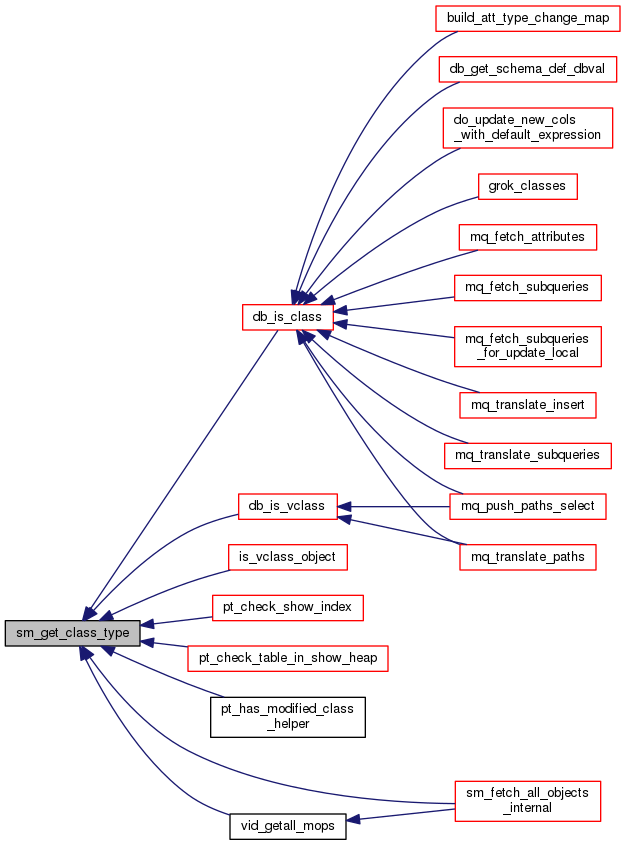 build_att_type_change_map
db_get_schema_def_dbval
do_update_new_cols
_with_default_expression
grok_classes
mq_fetch_attributes
mq_fetch_subqueries
db_is_class
mq_fetch_subqueries
_for_update_local
mq_translate_insert
mq_translate_subqueries
db_is_vclass
mq_push_paths_select
is_vclass_object
mq_translate_paths
pt_check_show_index
sm_get_class_type
pt_check_table_in_show_heap
pt_has_modified_class
_helper
sm_fetch_all_objects
_internal
vid_getall_mops